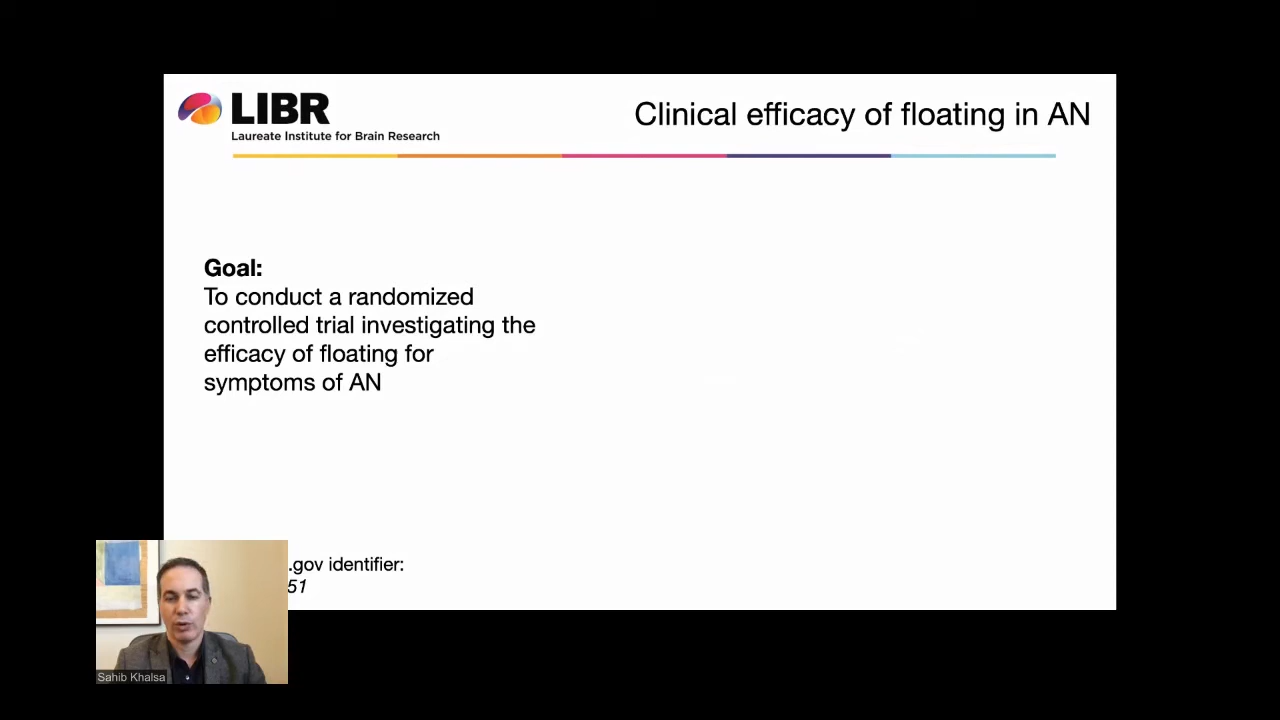 LIBR
Laureate Institute for Brain Research
Clinical efficacy of floating in AN
Goal:
To conduct a randomized
controlled trial investigating the
efficacy of floating for
symptoms of AN
.gov identifier:
51
Sahib Khalsa